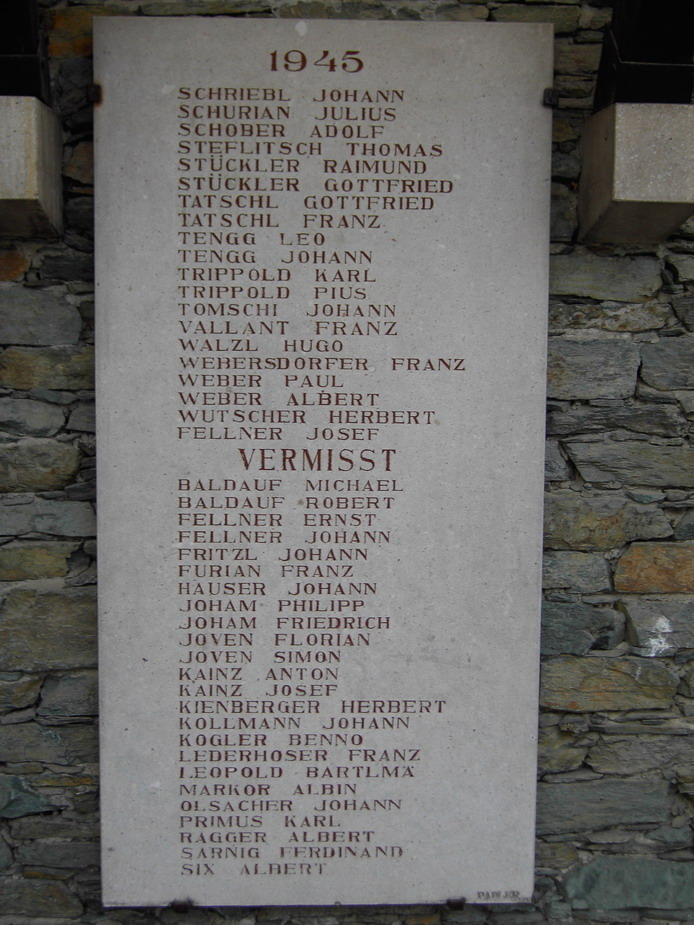 1945
SCHRIEBL JOHANN
SCHURIAN JULIUS
SCHOBER ADOLF
STEFLITSCH THOMAS
STÜCKLER RAIMUND
STÜCKLER GOTTFRIED
TATSCHL GOTTFRIED
TATSCHL FRANZ
TENGG LEO
TENGG JOHANN
TRIPPOLD KARL
TRIPPOLD PIUS
TOMSCHI JOHANN
VALLANT FRANZ
WALZL HUGO
WEBERSDORFER FRANZ
WEBER PAUL
WEBER ALBERT
WUTSCHER HERBERT
FELLNER JOSEF
VERMISST
BALDAUF MICHAEL
BALDAUF ROBERT
FELLNER ERNST
FELLNER JOHANN
FRITZL JOHANN
FURIAN FRANZ
HAUSER JOHANN
JOHAM PHILIPP
JOHAM FRIEDRICH
JOVEN FLORIAN
JOVEN SIMON
KAINZ ANTON
KAINZ JOSEF
KIENBERGER HERBERT
KOLLMANN JOHANN
KOGLER BENNO
LEDERHOSER FRANZ
LEOPOLD BARTLMÄ
MARKOR ALBIN
OLSACHER JOHANN
PRIMUS KARL
RAGGER ALBERT
SARNIG FERDINAND
SIX ALBERT